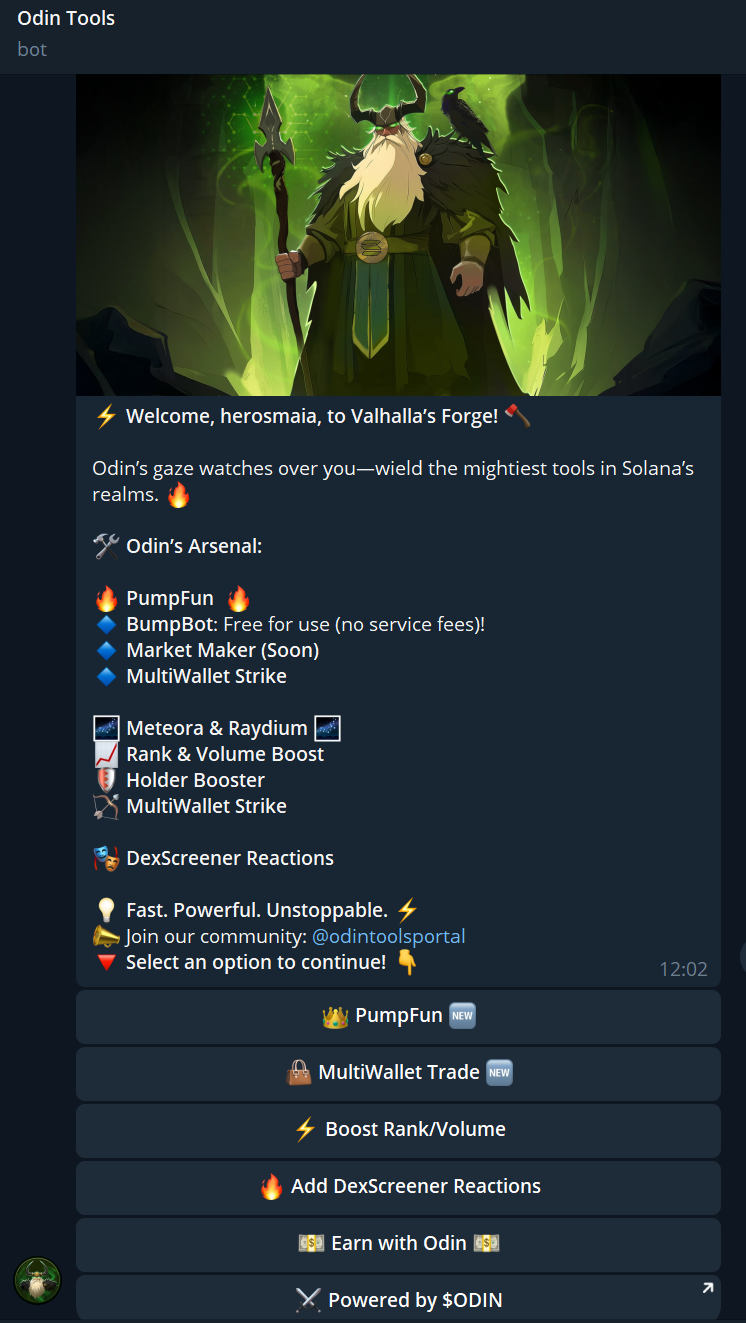 Odin Tools
bot
⚡ Welcome, herosmaia, to Valhalla’s Forge! 🪓
Odin’s gaze watches over you—wield the mightiest tools in Solana’s
realms. 🔥
🛠 Odin’s Arsenal:
🔥 PumpFun 🔥
🔹 BumpBot: Free for use (no service fees)!
🔹 Market Maker (Soon)
🔹 MultiWallet Strike
🌌 Meteora & Raydium 🌌
📈 Rank & Volume Boost
🛡 Holder Booster
🏹 MultiWallet Strike
🎭 DexScreener Reactions
💡 Fast. Powerful. Unstoppable. ⚡
📣 Join our community: @odintoolsportal
🔻 Select an option to continue! 👇
12:02
👑 PumpFun 🆕
👜 MultiWallet Trade 🆕
⚡ Boost Rank/Volume
🔥 Add DexScreener Reactions
💵 Earn with Odin 💵
⚔ Powered by $ODIN